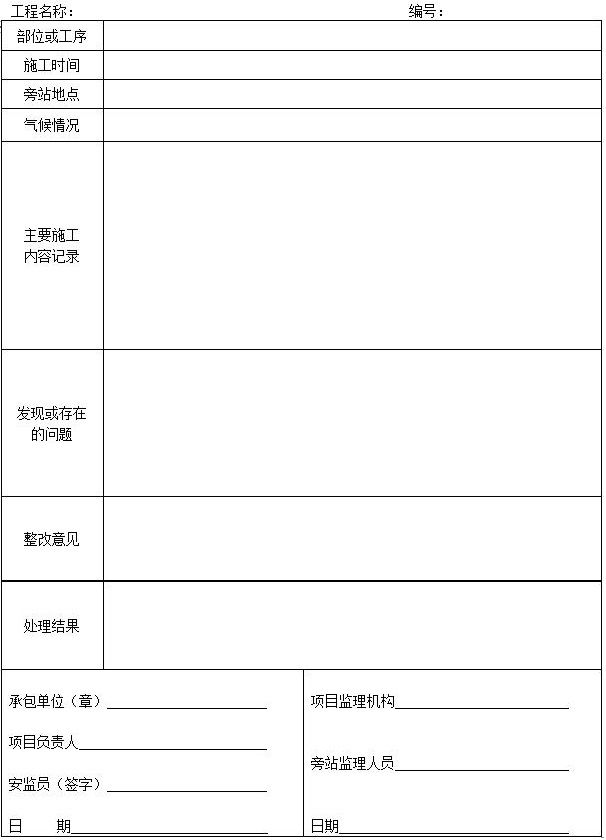 工程名称： 编号：
部位或工序
施工时间
旁站地点
气候情况
主要施工
内容记录
发现或存在
的问题
整改意见
处理结果
承包单位（章）
项目负责人
安监员（签字）
日 期
项目监理机构
旁站监理人员
日期